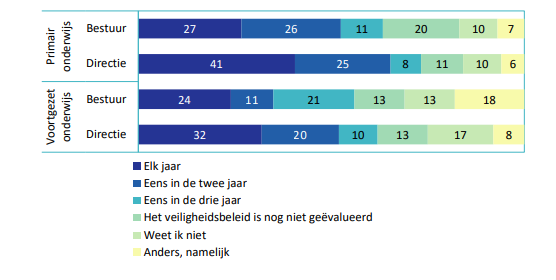 Primair onderwijs
Bestuur 27 26 11 20 10 7
Directie 41 25 8 11 10 6
Voortgezet onderwijs
Bestuur 24 11 21 13 13 18
Directie 32 20 10 13 17 8
Elk jaar
Eens in de twee jaar
Eens in de drie jaar
Het veiligheidsbeleid is nog niet geëvalueerd
Weet ik niet
Anders, namelijk